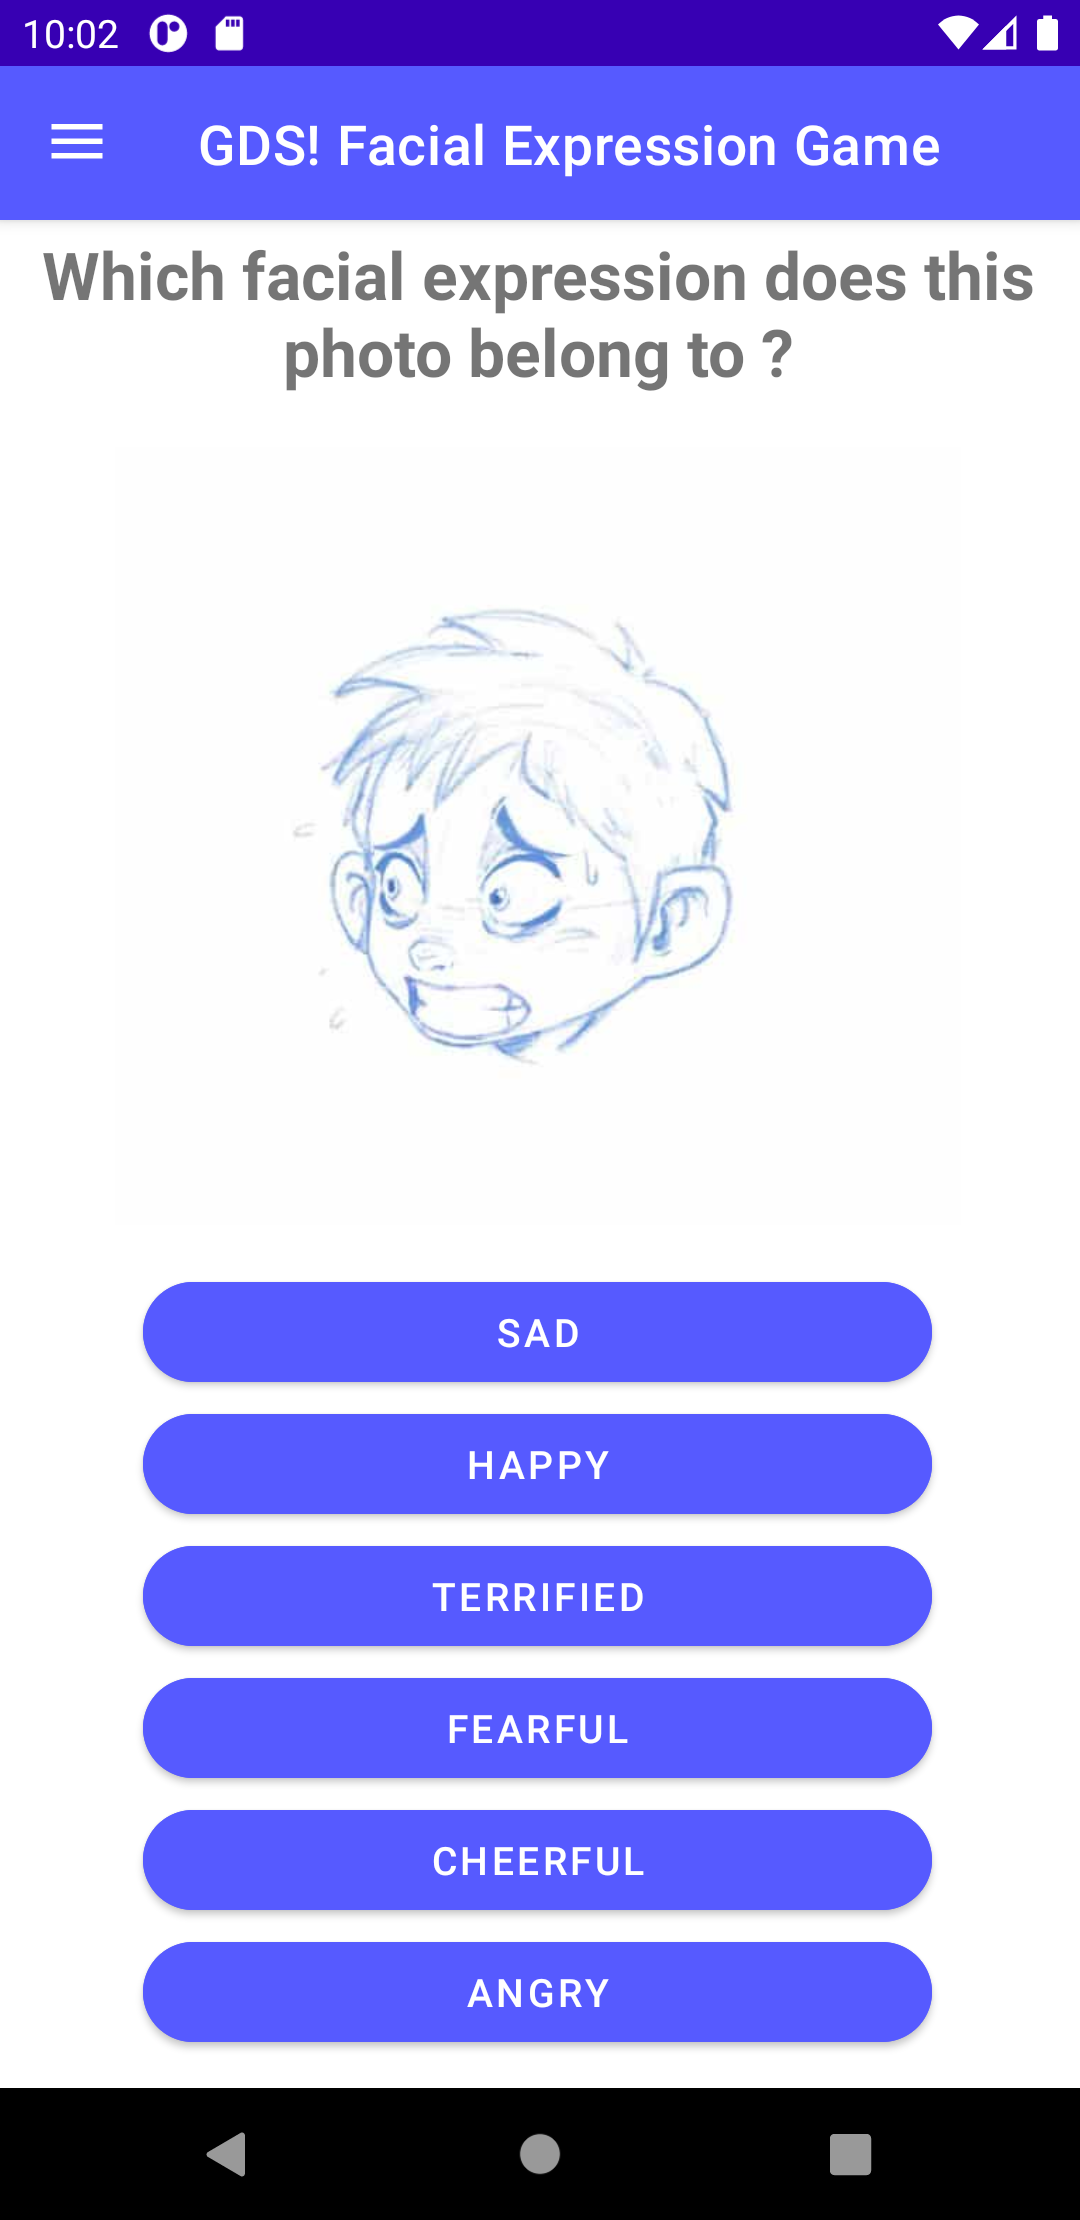 10:02
GDS! Facial Expression Game
Which facial expression does this
photo belong to ?
SAD
HAPPY
TERRIFIED
FEARFUL
CHEERFUL
ANGRY